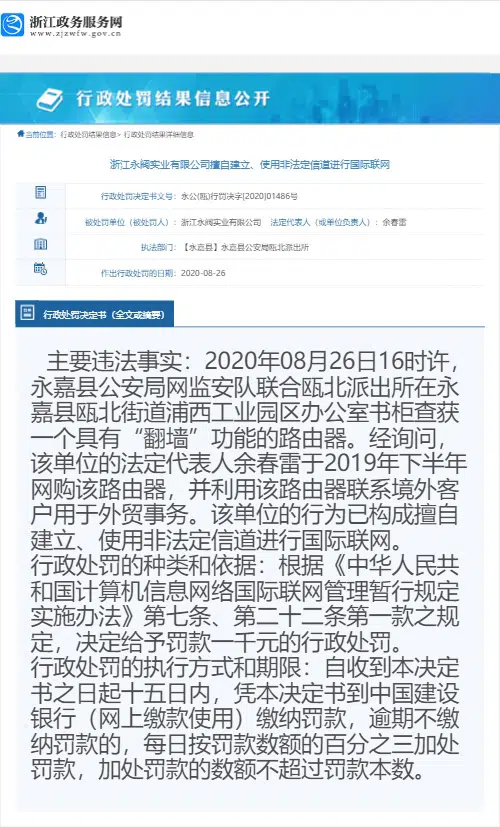 浙江政务服务网
www.zjzwfw.gov.cn
行政处罚结果信息公开
当前位置：行政处罚结果信息> 行政处罚结果详细信息
浙江永阀实业有限公司擅自建立、使用非法定信道进行国际联网
行政处罚决定书文号：永公(瓯)行罚决字[2020]01486号
被处罚单位（被处罚人）：浙江永阀实业有限公司 法定代表人（或单位负责人）：余春雷
执法部门：【永嘉县】永嘉县公安局瓯北派出所
作出行政处罚的日期：2020-08-26
行政处罚决定书（全文或摘要）
主要违法事实：2020年08月26日16时许，
永嘉县公安局网监安队联合瓯北派出所在永
嘉县瓯北街道浦西工业园区办公室书柜查获
一个具有“翻墙”功能的路由器。经询问，
该单位的法定代表人余春雷于2019年下半年
网购该路由器，并利用该路由器联系境外客
户用于外贸事务。该单位的行为已构成擅自
建立、使用非法定信道进行国际联网。
行政处罚的种类和依据：根据《中华人民共
和国计算机信息网络国际联网管理暂行规定
实施办法》第七条、第二十二条第一款之规
定，决定给予罚款一千元的行政处罚。
行政处罚的执行方式和期限：自收到本决定
书之日起十五日内，凭本决定书到中国建设
银行（网上缴款使用）缴纳罚款，逾期不缴
纳罚款的，每日按罚款数额的百分之三加处
罚款，加处罚款的数额不超过罚款本数。